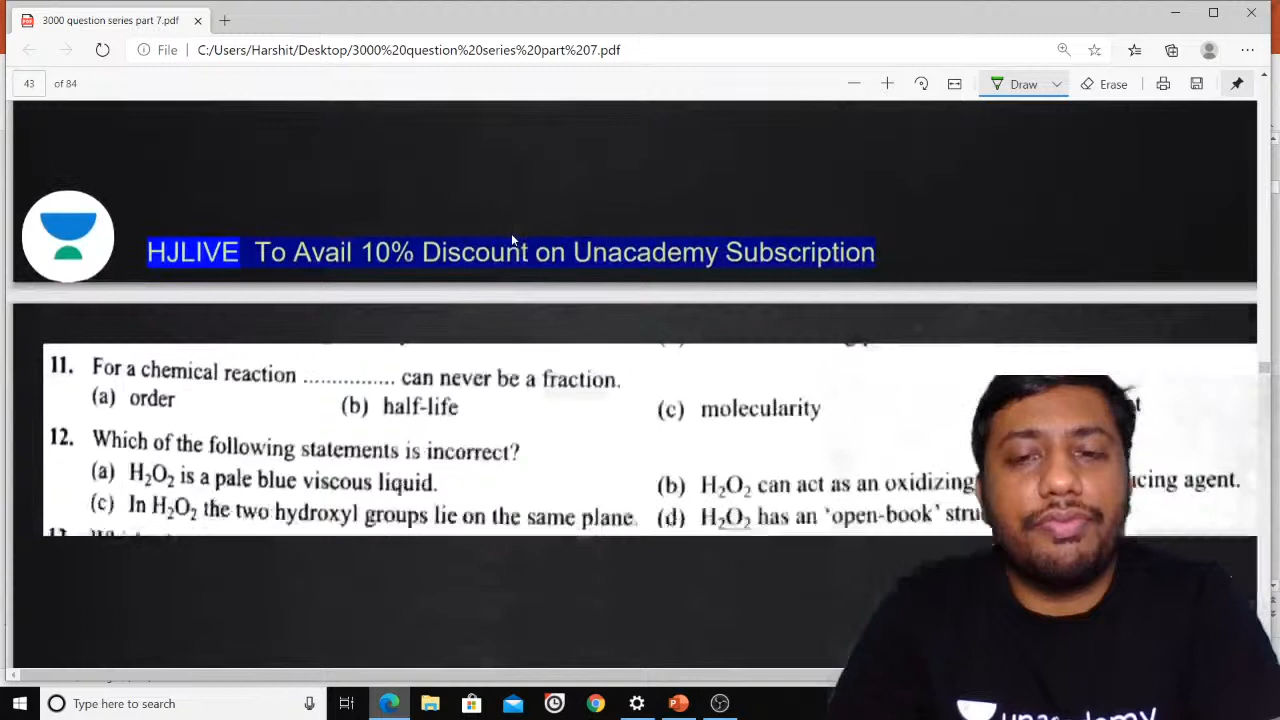 3000 question series part 7.pdf
File C:/Users/Harshit/Desktop/3000%20question%20series%20part%207.pdf
43 of 84 Draw Erase
HJLIVE To Avail 10% Discount on Unacademy Subscription
11. For a chemical reaction ................ can never be a fraction.
(a) order (b) half-life (c) molecularity
12. Which of the following statements is incorrect?
(a) H₂O₂ is a pale blue viscous liquid. (b) H₂O₂ can act as an oxidizing agent.
(c) In H₂O₂ the two hydroxyl groups lie on the same plane. (d) H₂O₂ has an 'open-book'
Type here to search
unacademy